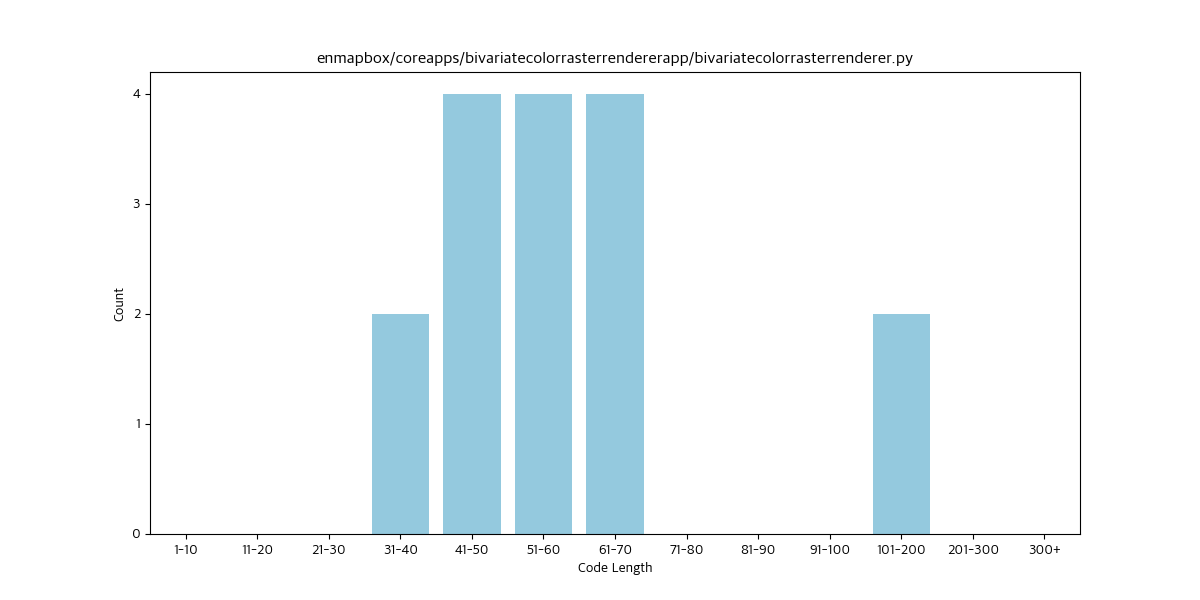 enmapbox/coreapps/bivariatecolorrasterrendererapp/bivariatecolorrasterrenderer.py
4
3
2
1
0
Count
1-10 11-20 21-30 31-40 41-50 51-60 61-70 71-80 81-90 91-100 101-200 201-300 300+
Code Length